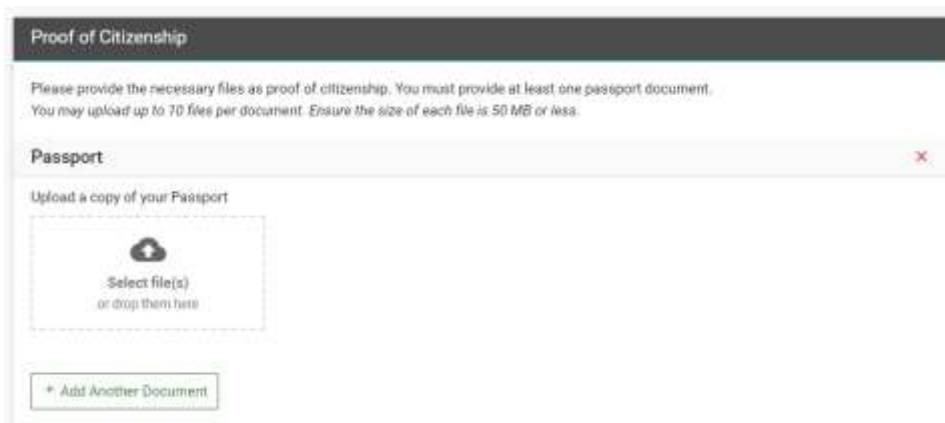 Proof of Citizenship
Please provide the necessary files as proof of citizenship. You must provide at least one passport document.
You may upload up to 10 files per document. Ensure the size of each file is 50 MB or less.
Passport
Upload a copy of your Passport
Select file(s)
or drop them here
+ Add Another Document